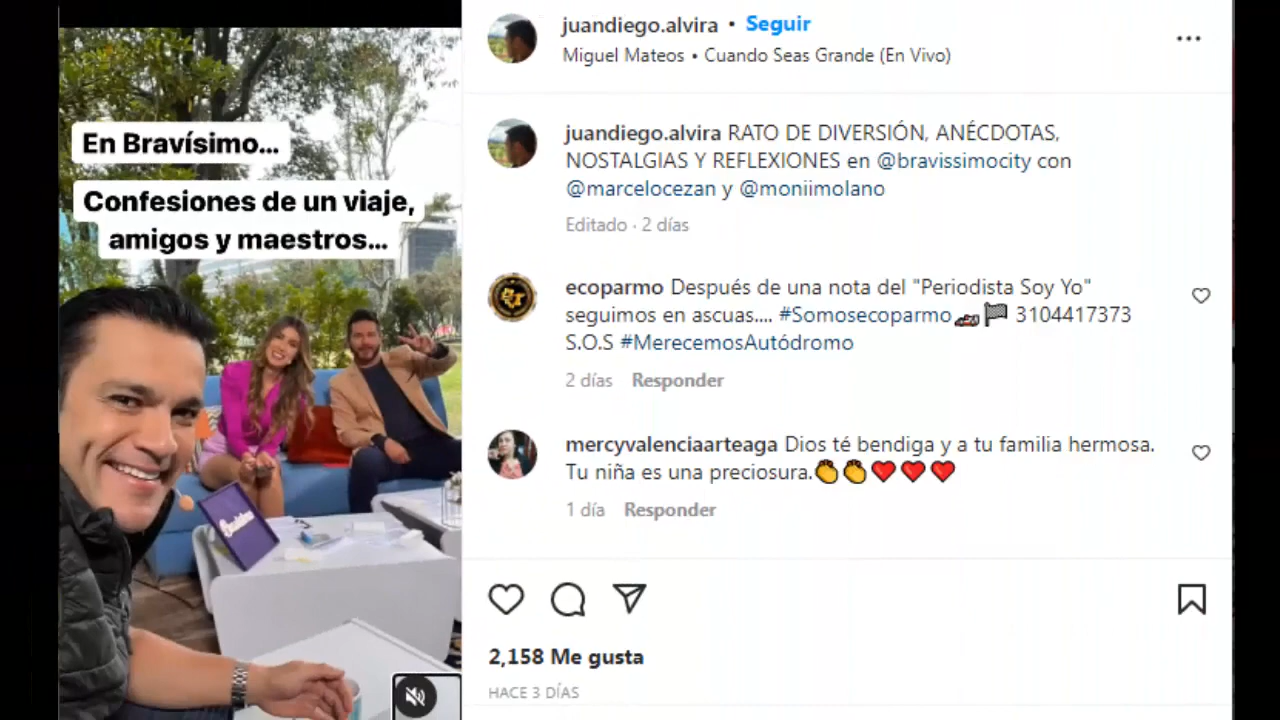 En Bravísimo...
Confesiones de un viaje,
amigos y maestros...
juandiego.alvira • Seguir
Miguel Mateos • Cuando Seas Grande (En Vivo)
juandiego.alvira RATO DE DIVERSIÓN, ANÉCDOTAS,
NOSTALGIAS Y REFLEXIONES en @bravissimocity con
@marcelocezan y @moniimolano
Editado · 2 días
ecoparmo Después de una nota del "Periodista Soy Yo"
seguimos en ascuas.... #Somosecoparmo🏎️🏴 3104417373
S.O.S #MerecemosAutódromo
2 días Responder
mercyvalenciaarteaga Dios té bendiga y a tu familia hermosa.
Tu niña es una preciosura.👏👏❤️❤️❤️
1 día Responder
2,158 Me gusta
HACE 3 DÍAS